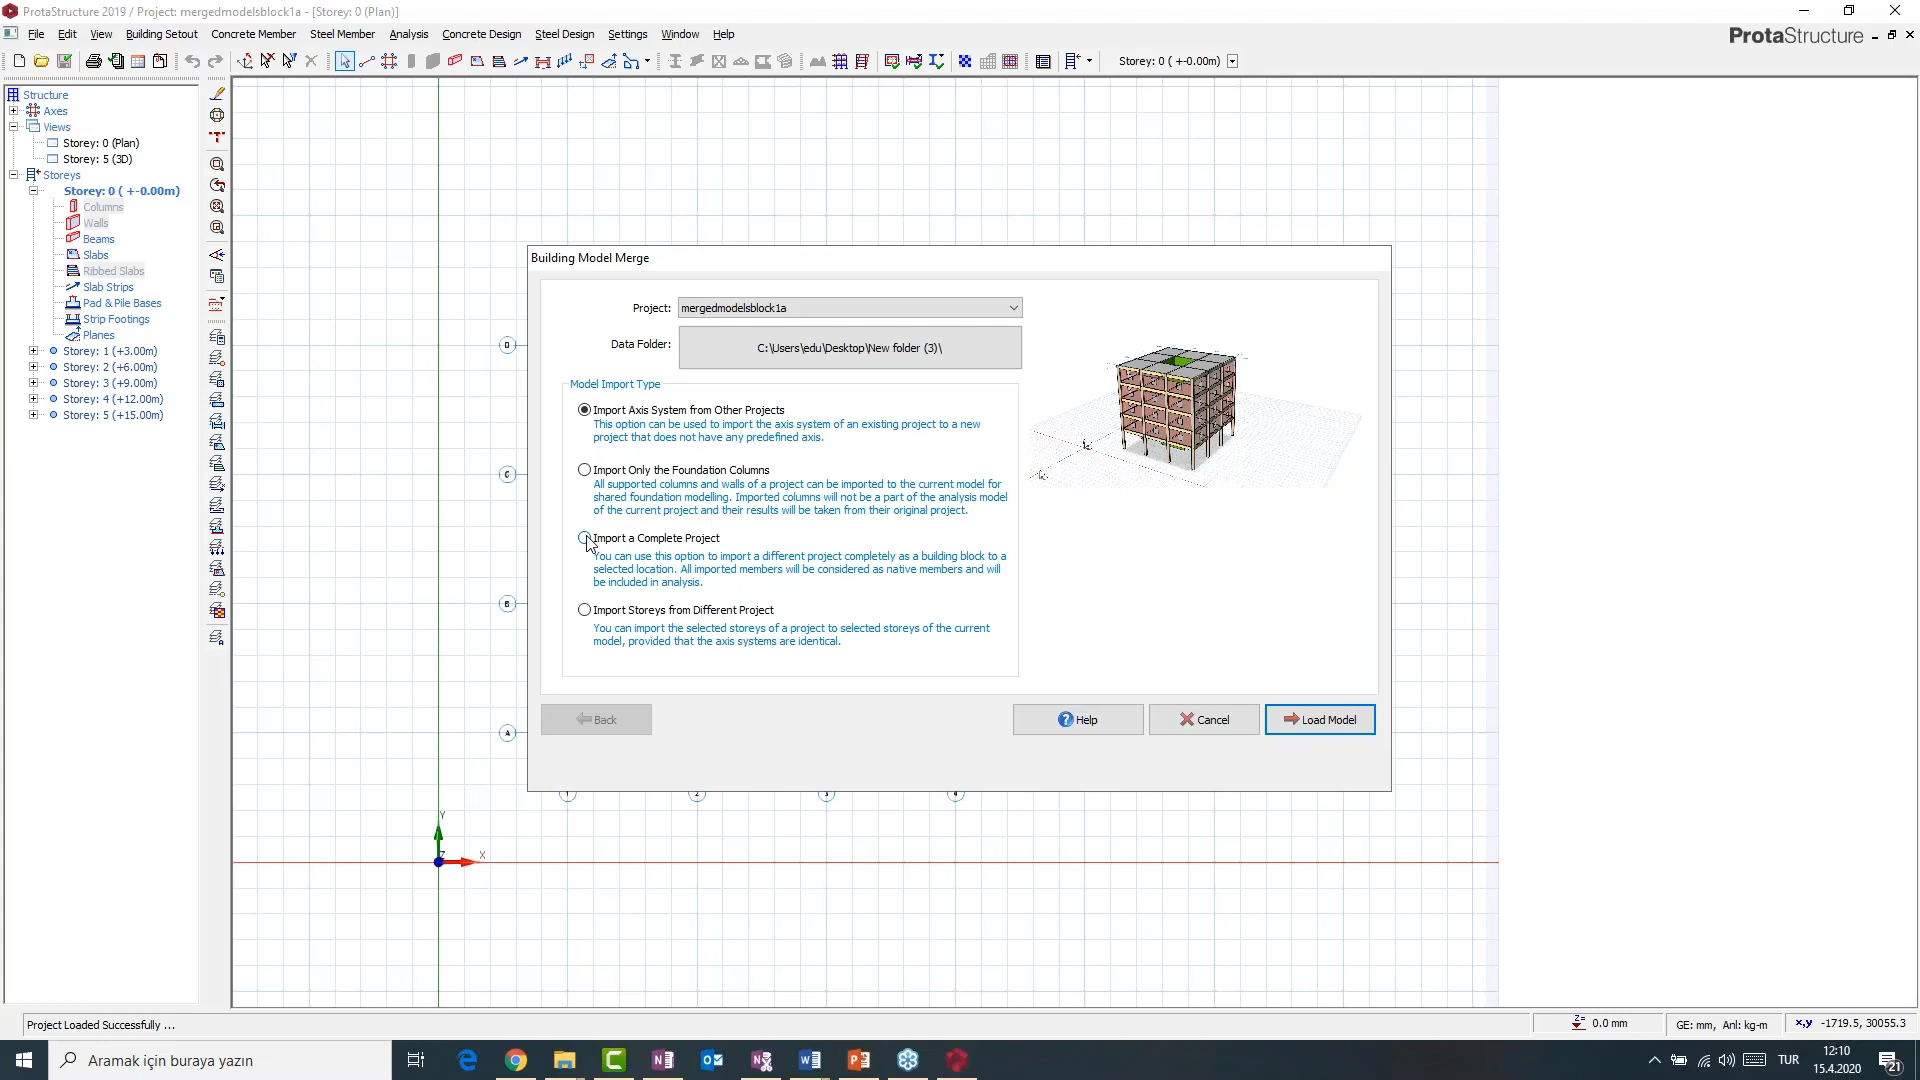 ProtaStructure 2019 / Project: mergedmodelsblock1a - [Storey: 0 (Plan)]
File Edit View Building Setout Concrete Member Steel Member Analysis Concrete Design Steel Design Settings Window Help
ProtaStructure
Storey: 0 ( +-0.00m)
Structure
Axes
Views
Storey: 0 (Plan)
Storey: 5 (3D)
Storeys
Storey: 0 ( +-0.00m)
Columns
Walls
Beams
Slabs
Ribbed Slabs
Slab Strips
Pad & Pile Bases
Strip Footings
Planes
Storey: 1 (+3.00m)
Storey: 2 (+6.00m)
Storey: 3 (+9.00m)
Storey: 4 (+12.00m)
Storey: 5 (+15.00m)
D
C
B
A
1 2 3 4
Y
Z
X
Building Model Merge
Project: mergedmodelsblock1a
Data Folder: C:\Users\edu\Desktop\New folder (3)\
Model Import Type
Import Axis System from Other Projects
This option can be used to import the axis system of an existing project to a new
project that does not have any predefined axis.
Import Only the Foundation Columns
All supported columns and walls of a project can be imported to the current model for
shared foundation modelling. Imported columns will not be a part of the analysis model
of the current project and their results will be taken from their original project.
Import a Complete Project
You can use this option to import a different project completely as a building block to a
selected location. All imported members will be considered as native members and will
be included in analysis.
Import Storeys from Different Project
You can import the selected storeys of a project to selected storeys of the current
model, provided that the axis systems are identical.
Back Help Cancel Load Model
Project Loaded Successfully ...
Z= 0.0 mm
GE: mm, Anl: kg-m
x,y -1719.5, 30055.3
Aramak için buraya yazın
TUR
12:10
15.4.2020
21